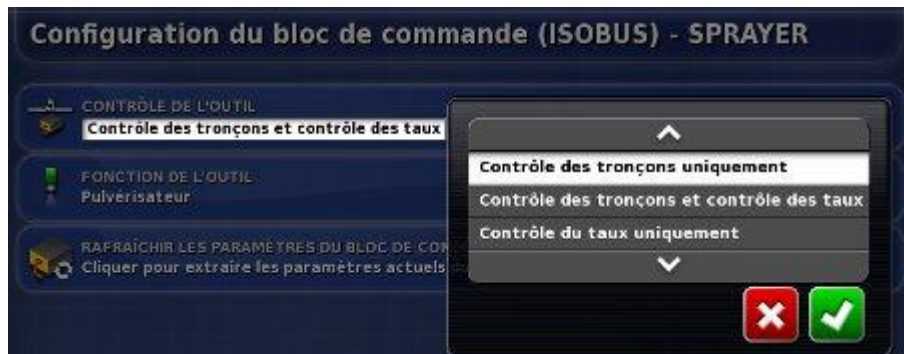 Configuration du bloc de commande (ISOBUS) - SPRAYER
CONTRÔLE DE L'OUTIL
Contrôle des tronçons et contrôle des taux
FONCTION DE L'OUTIL
Pulvérisateur
RAFRAÎCHIR LES PARAMÈTRES DU BLOC DE
Cliquer pour extraire les paramètres actuels
Contrôle des tronçons uniquement
Contrôle des tronçons et contrôle des taux
Contrôle du taux uniquement